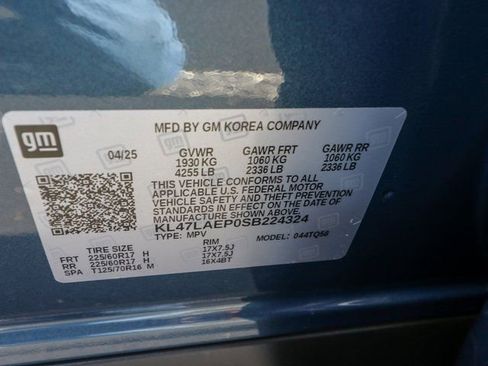 gm
MFD BY GM KOREA COMPANY
04/25 GVWR GAWR FRT GAWR RR
1930 KG 1060 KG 1060 KG
4255 LB 2336 LB 2336 LB
THIS VEHICLE CONFORMS TO ALL
APPLICABLE U.S. FEDERAL MOTOR
VEHICLE SAFETY AND THEFT PREVENTION
STANDARDS IN EFFECT ON THE DATE OF
MANUFACTURE SHOWN ABOVE.
KL47LAEP0SB224324
TYPE: MPV MODEL: 044TQ58
TIRE SIZE RIM
FRT 225/60R17 H 17X7.5J
RR 225/60R17 H 17X7.5J
SPA T125/70R16 M 16X4BT